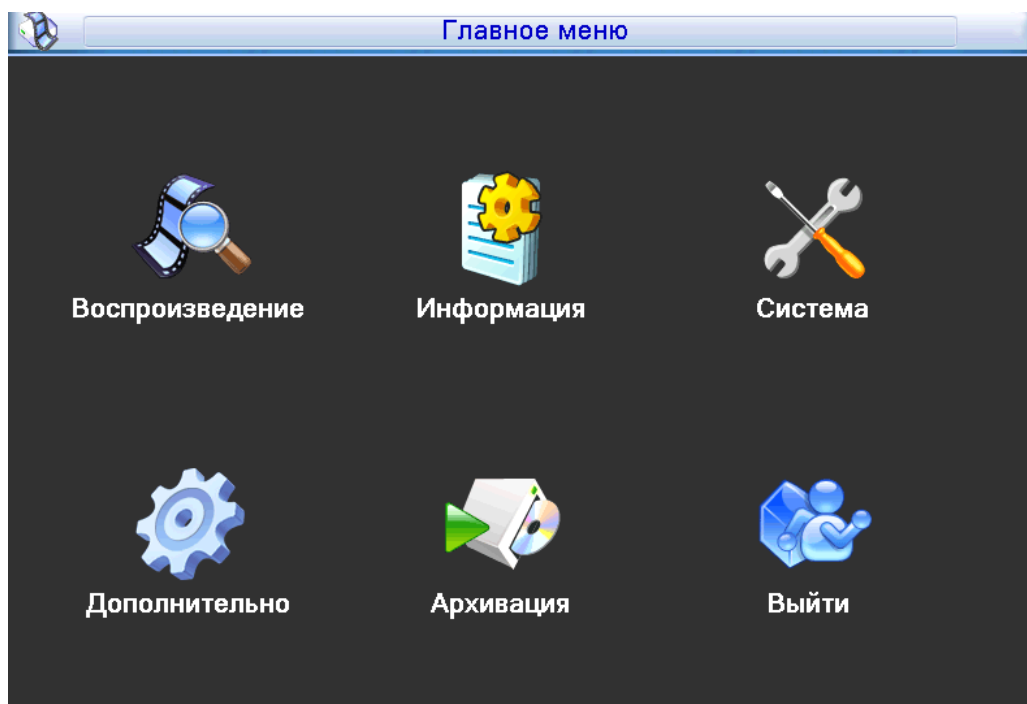 Главное меню
Воспроизведение
Информация
Система
Дополнительно
Архивация
Выйти